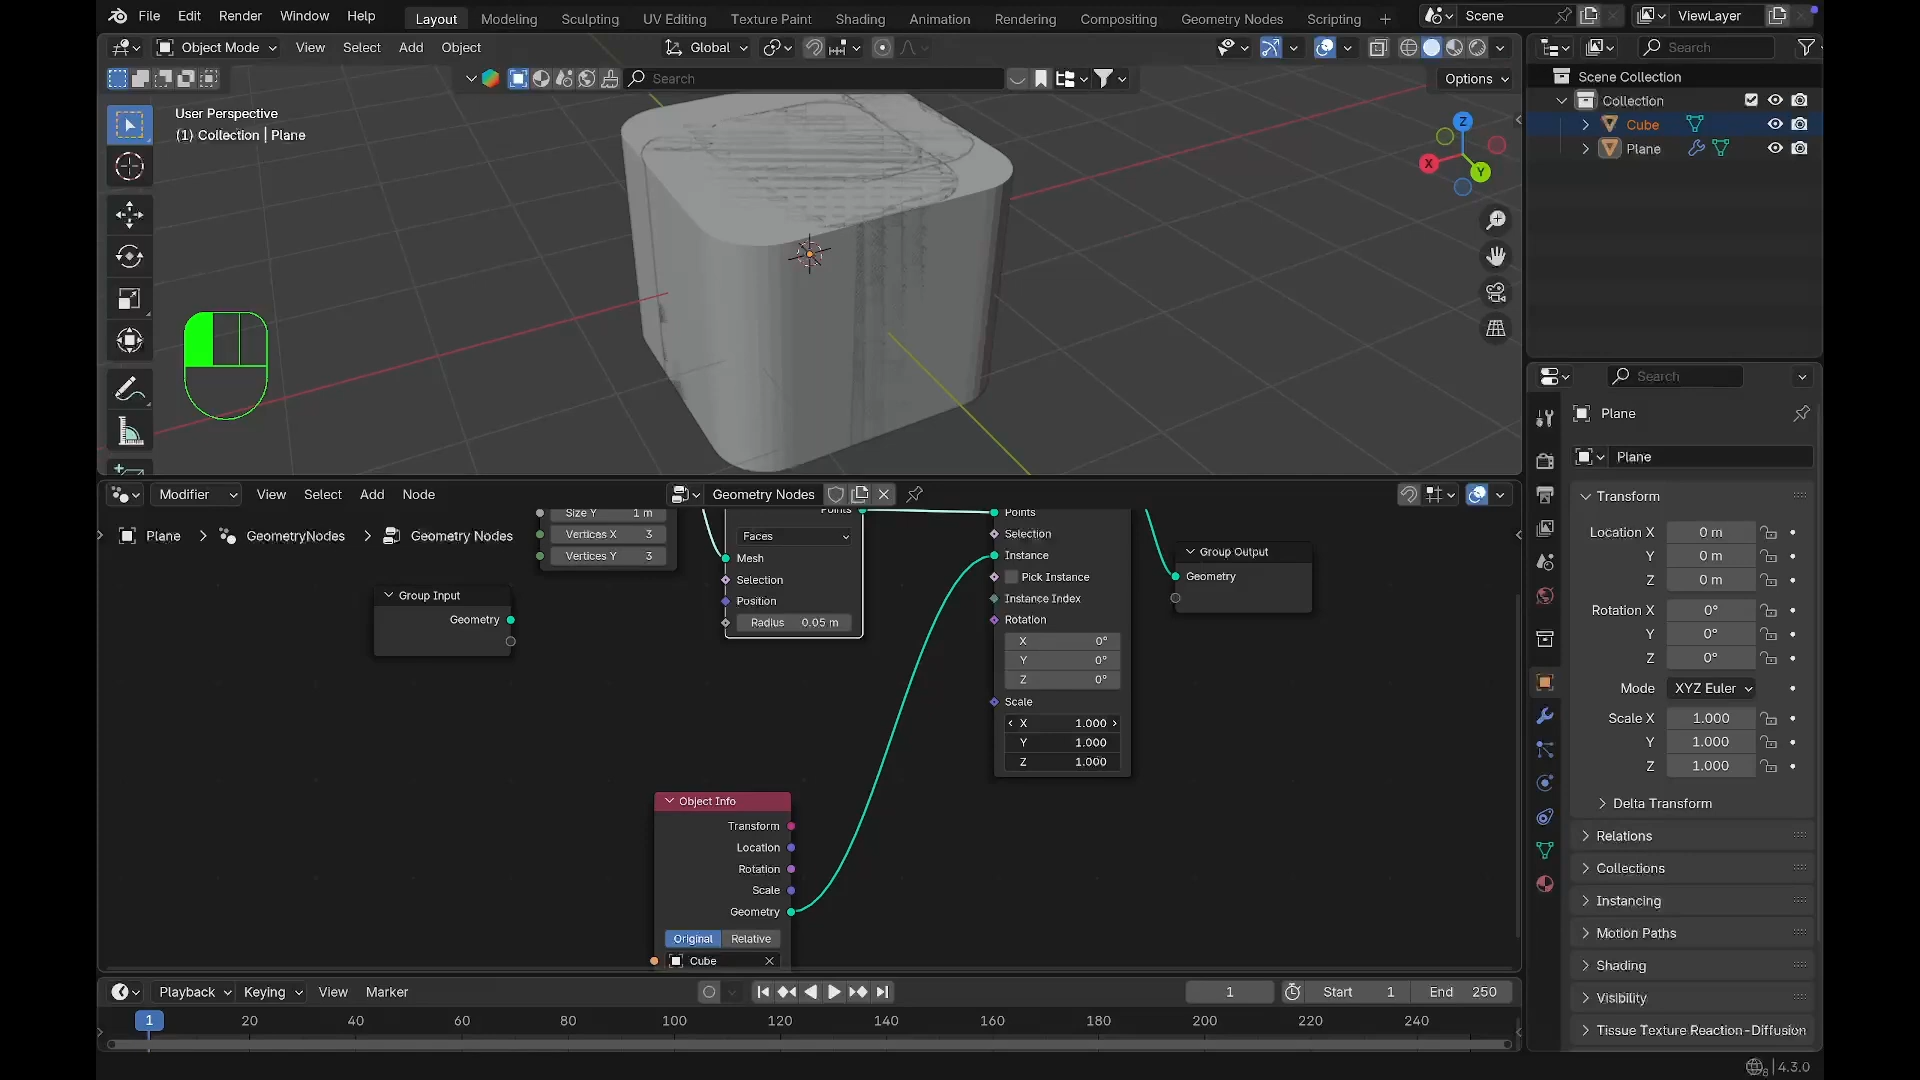 File Edit Render Window Help Layout Modeling Sculpting UV Editing Texture Paint Shading Animation Rendering Compositing Geometry Nodes Scripting + Scene ViewLayer
Object Mode View Select Add Object Global Search
Search Options
User Perspective
(1) Collection | Plane
Z
X
Y
Scene Collection
Collection
Cube
Plane
Search
Plane
Plane
Transform
Location X 0 m
Y 0 m
Z 0 m
Rotation X 0°
Y 0°
Z 0°
Mode XYZ Euler
Scale X 1.000
Y 1.000
Z 1.000
Delta Transform
Relations
Collections
Instancing
Motion Paths
Shading
Visibility
Tissue Texture Reaction-Diffusion
Modifier View Select Add Node Geometry Nodes
Plane > GeometryNodes > Geometry Nodes
Size Y 1 m
Vertices X 3
Vertices Y 3
Group Input
Geometry
Points
Faces
Mesh
Selection
Position
Radius 0.05 m
Points
Selection
Instance
Pick Instance
Instance Index
Rotation
X 0°
Y 0°
Z 0°
Scale
X 1.000
Y 1.000
Z 1.000
Group Output
Geometry
Object Info
Transform
Location
Rotation
Scale
Geometry
Original Relative
Cube
Playback Keying View Marker 1 Start 1 End 250
1 20 40 60 80 100 120 140 160 180 200 220 240
4.3.0